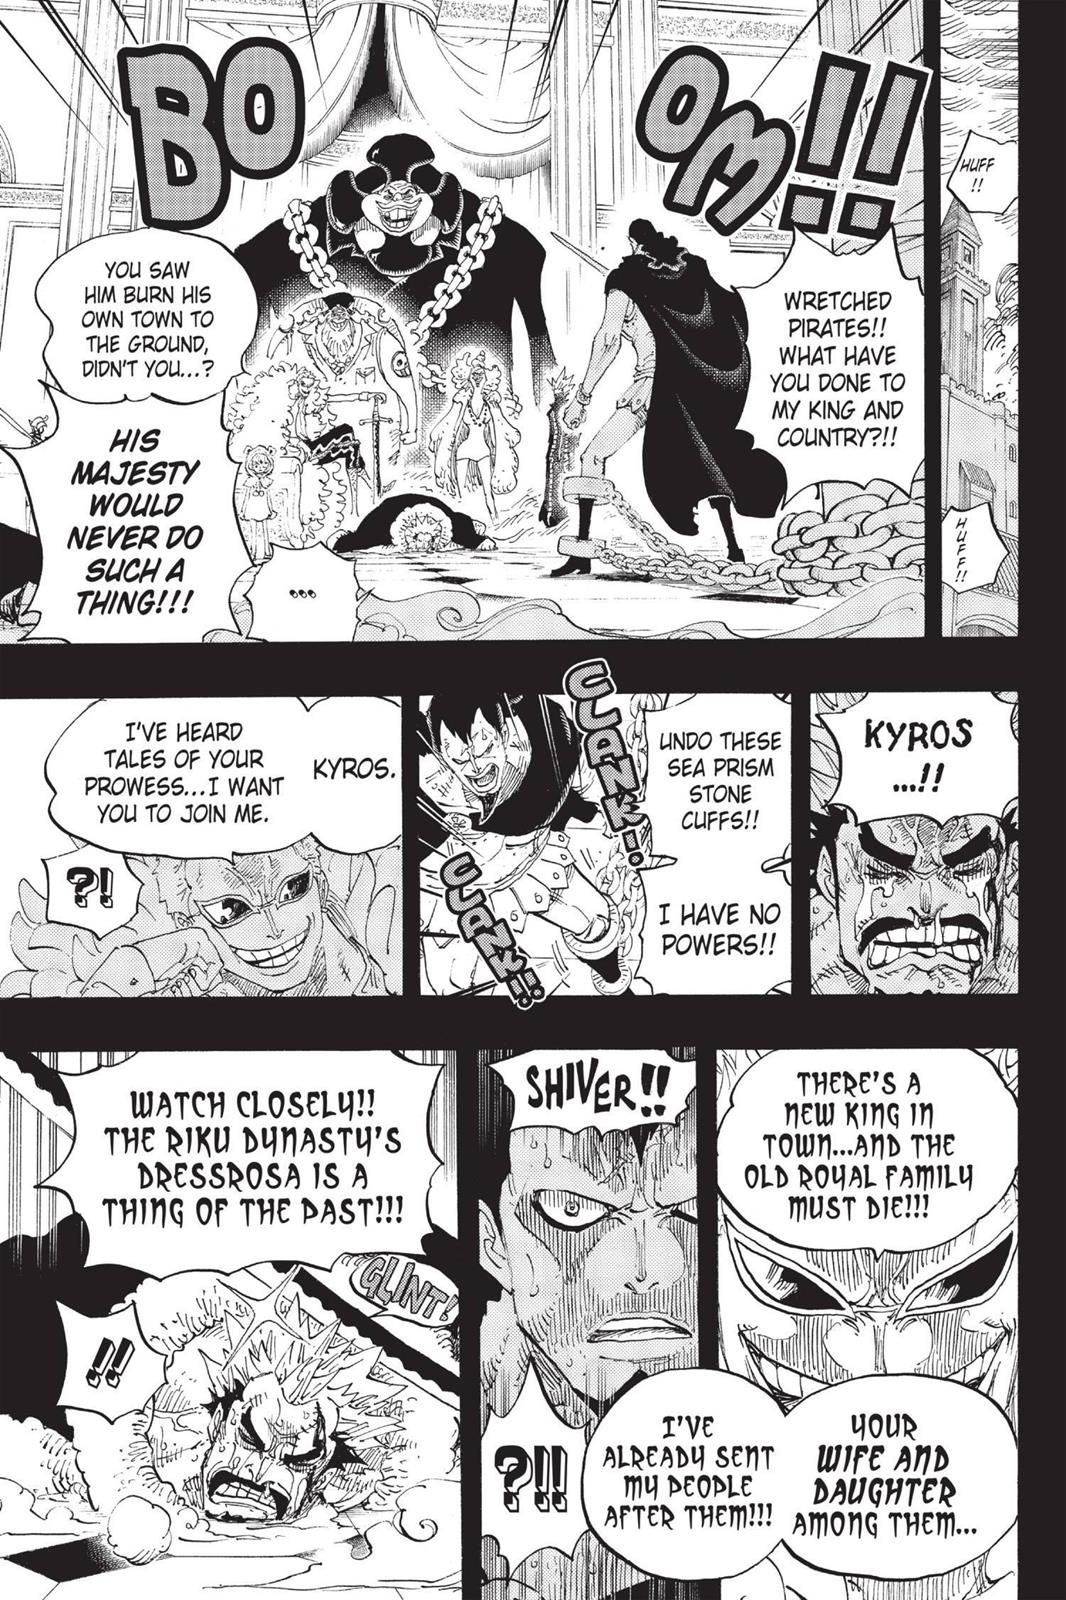 HUFF
!!
HUFF!!
BOOM!!
WRETCHED
PIRATES!!
WHAT HAVE
YOU DONE TO
MY KING AND
COUNTRY?!!
YOU SAW
HIM BURN HIS
OWN TOWN TO
THE GROUND,
DIDN'T YOU...?
HIS
MAJESTY
WOULD
NEVER DO
SUCH A
THING!!!
...
KYROS
...!!
UNDO THESE
SEA PRISM
STONE
CUFFS!!
I HAVE NO
POWERS!!
CLANK!!
CLANK!!
KYROS.
I'VE HEARD
TALES OF YOUR
PROWESS...I WANT
YOU TO JOIN ME.
?!
THERE'S A
NEW KING IN
TOWN...AND THE
OLD ROYAL FAMILY
MUST DIE!!!
YOUR
WIFE AND
DAUGHTER
AMONG THEM...
I'VE
ALREADY SENT
MY PEOPLE
AFTER THEM!!!
SHIVER!!
?!!
WATCH CLOSELY!!
THE RIKU DYNASTY'S
DRESSROSA IS A
THING OF THE PAST!!!
GLINT!
!!